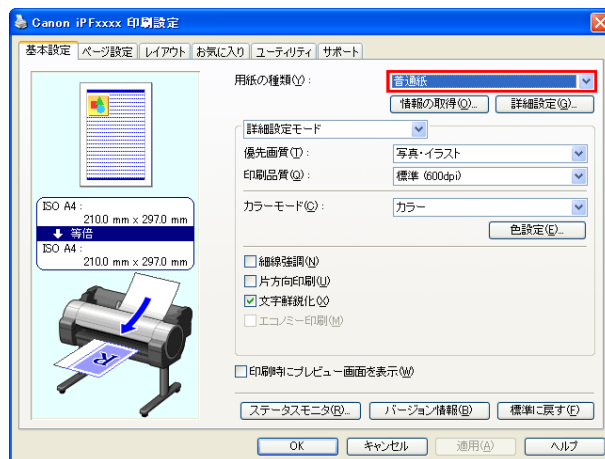 Canon iPFxxxx 印刷設定
基本設定 ページ設定 レイアウト お気に入り ユーティリティ サポート
用紙の種類(Y): 普通紙
情報の取得(O)... 詳細設定(G)...
詳細設定モード
優先画質(T): 写真・イラスト
印刷品質(Q): 標準 (600dpi)
カラーモード(C): カラー
色設定(E)...
ISO A4 :
210.0 mm x 297.0 mm
等倍
ISO A4 :
210.0 mm x 297.0 mm
細線強調(N)
片方向印刷(U)
文字鮮鋭化(X)
エコノミー印刷(M)
印刷時にプレビュー画面を表示(W)
ステータスモニタ(R)... バージョン情報(B) 標準に戻す(F)
OK キャンセル 適用(A) ヘルプ